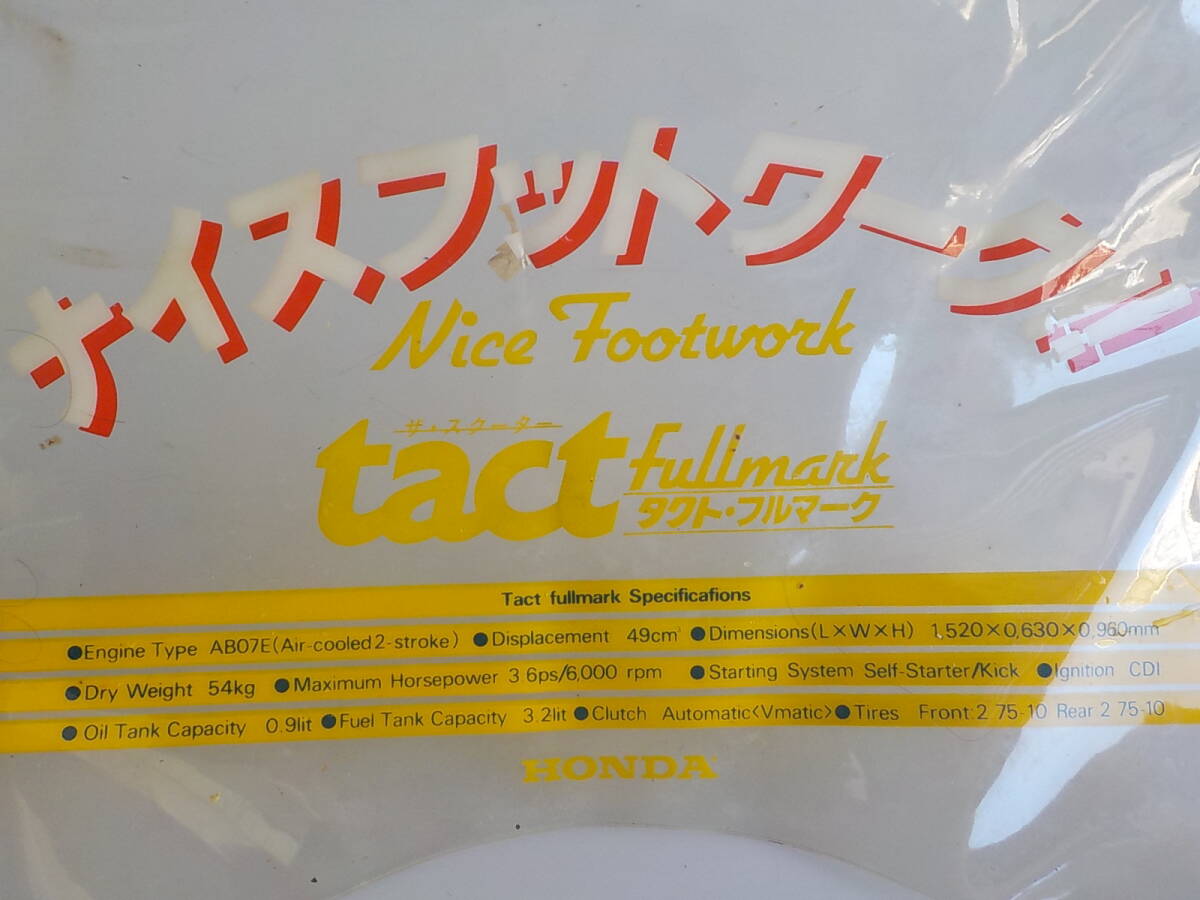 ナイスフットワーク!!
Nice Footwork
ザ・スクーター
tact fullmark
タクト・フルマーク
Tact fullmark Specifications
●Engine Type AB07E(Air-cooled 2-stroke) ●Displacement 49cm³ ●Dimensions(L×W×H) 1,520×0,630×0,960mm
●Dry Weight 54kg ●Maximum Horsepower 3 6ps/6,000 rpm ●Starting System Self-Starter/Kick ●Ignition CDI
●Oil Tank Capacity 0.9lit ●Fuel Tank Capacity 3.2lit ●Clutch Automatic<Vmatic> ●Tires Front:2 75-10 Rear 2 75-10
HONDA